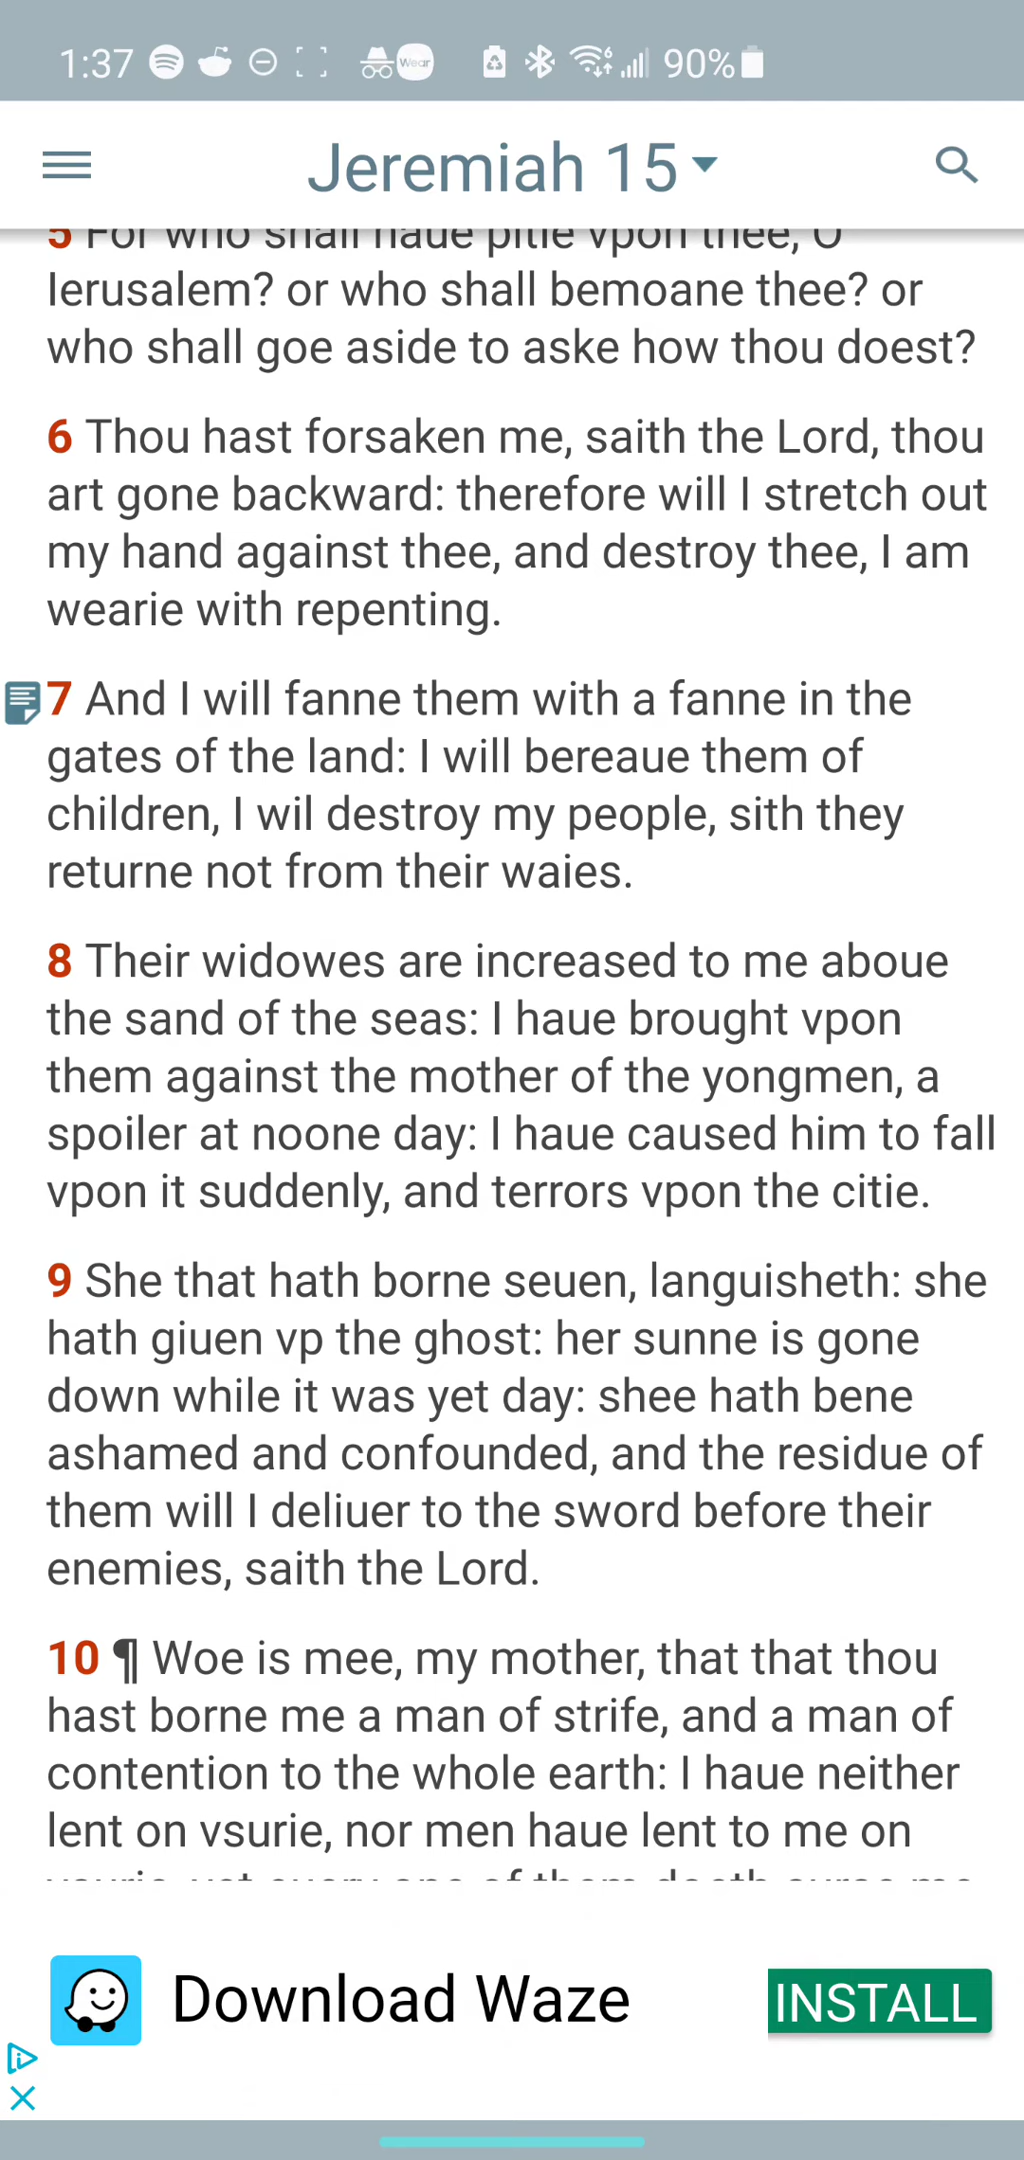 1:37 Wear 90%
Jeremiah 15
5 For who shall haue pitie vpon thee, O
Ierusalem? or who shall bemoane thee? or
who shall goe aside to aske how thou doest?
6 Thou hast forsaken me, saith the Lord, thou
art gone backward: therefore will I stretch out
my hand against thee, and destroy thee, I am
wearie with repenting.
7 And I will fanne them with a fanne in the
gates of the land: I will bereaue them of
children, I wil destroy my people, sith they
returne not from their waies.
8 Their widowes are increased to me aboue
the sand of the seas: I haue brought vpon
them against the mother of the yongmen, a
spoiler at noone day: I haue caused him to fall
vpon it suddenly, and terrors vpon the citie.
9 She that hath borne seuen, languisheth: she
hath giuen vp the ghost: her sunne is gone
down while it was yet day: shee hath bene
ashamed and confounded, and the residue of
them will I deliuer to the sword before their
enemies, saith the Lord.
10 ¶ Woe is mee, my mother, that that thou
hast borne me a man of strife, and a man of
contention to the whole earth: I haue neither
lent on vsurie, nor men haue lent to me on
Download Waze
INSTALL